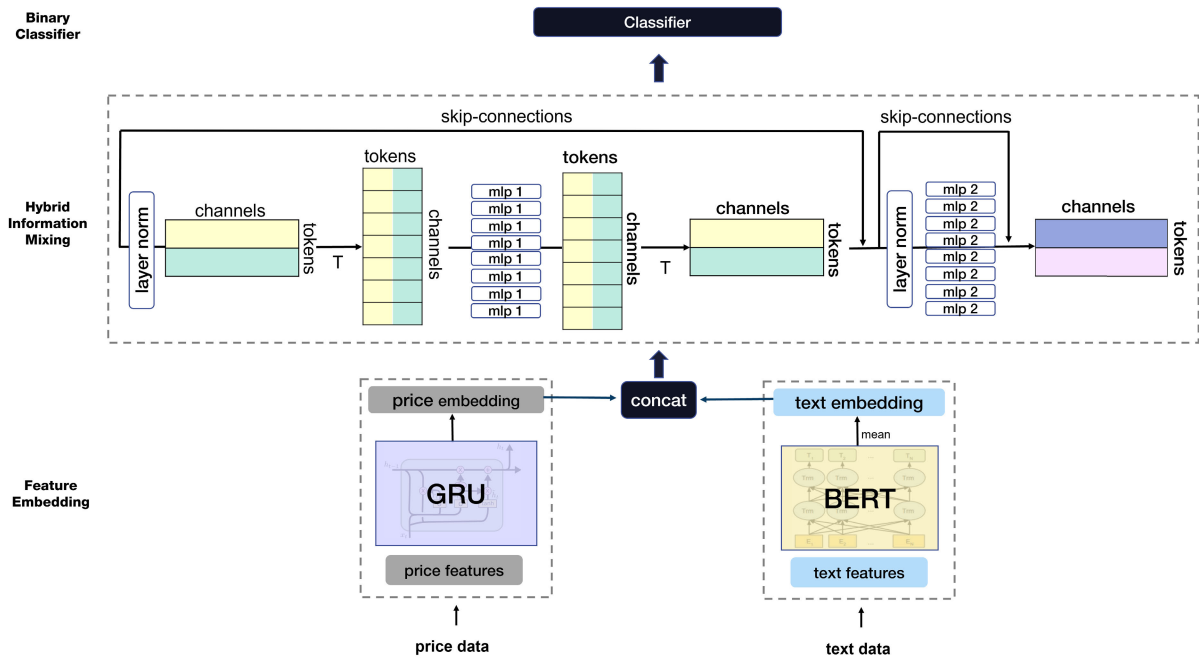 Binary
Classifier
Classifier
skip-connections
skip-connections
tokens
tokens
channels
channels
channels
channels
channels
tokens
tokens
tokens
T
T
layer norm
layer norm
mlp 1
mlp 1
mlp 1
mlp 1
mlp 1
mlp 1
mlp 1
mlp 1
mlp 2
mlp 2
mlp 2
mlp 2
mlp 2
mlp 2
mlp 2
mlp 2
Hybrid
Information
Mixing
price embedding
concat
text embedding
mean
GRU
BERT
Feature
Embedding
price features
text features
price data
text data